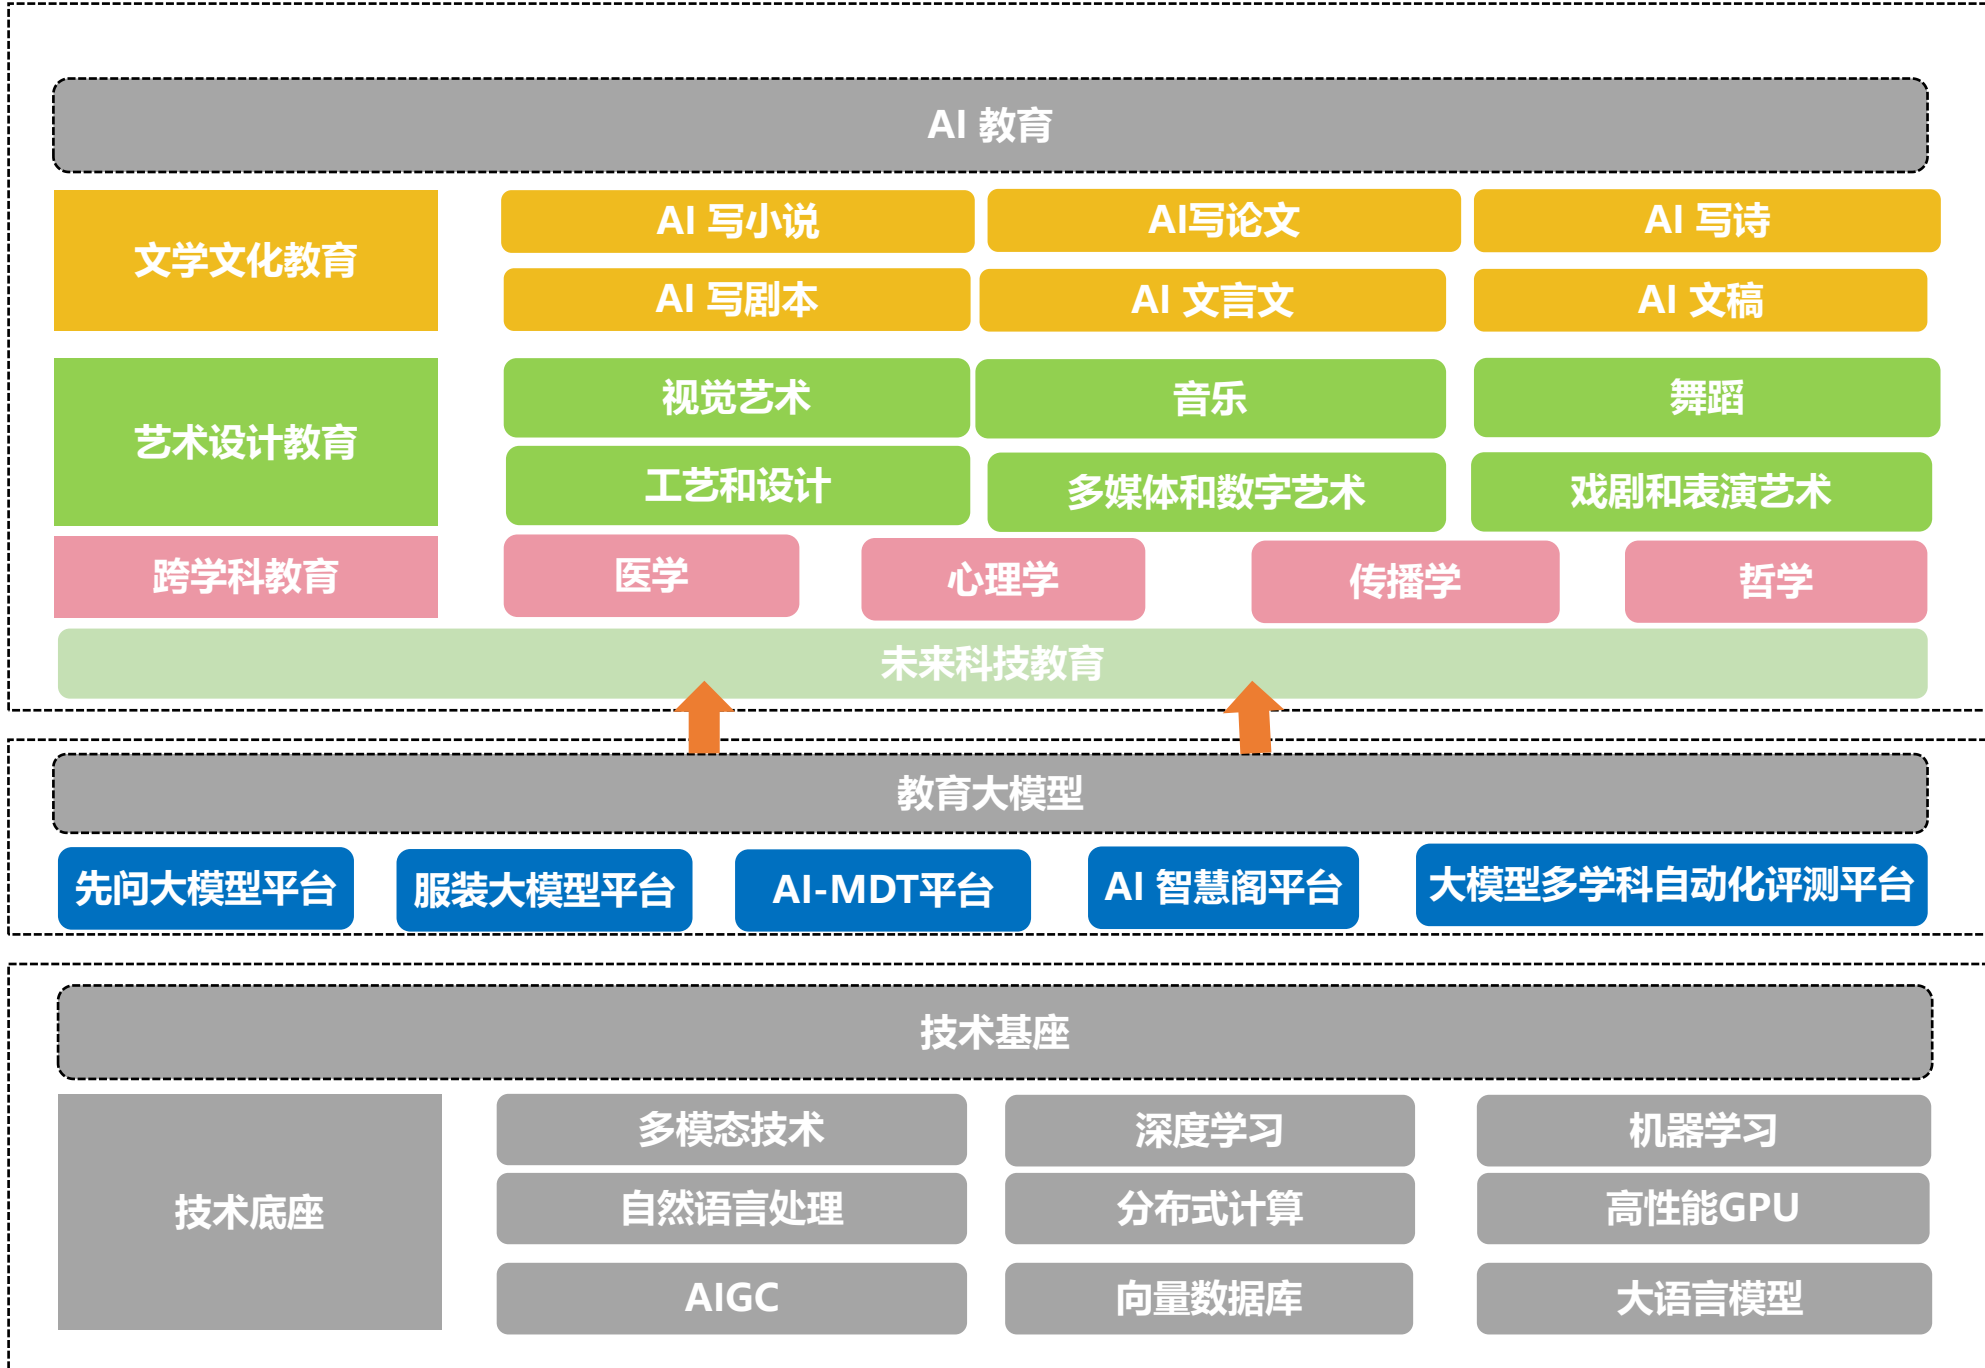 AI 教育
文学文化教育
AI 写小说
AI写论文
AI 写诗
AI 写剧本
AI 文言文
AI 文稿
艺术设计教育
视觉艺术
音乐
舞蹈
工艺和设计
多媒体和数字艺术
戏剧和表演艺术
跨学科教育
医学
心理学
传播学
哲学
未来科技教育
教育大模型
先问大模型平台
服装大模型平台
AI-MDT平台
AI 智慧阁平台
大模型多学科自动化评测平台
技术基座
技术底座
多模态技术
深度学习
机器学习
自然语言处理
分布式计算
高性能GPU
AIGC
向量数据库
大语言模型